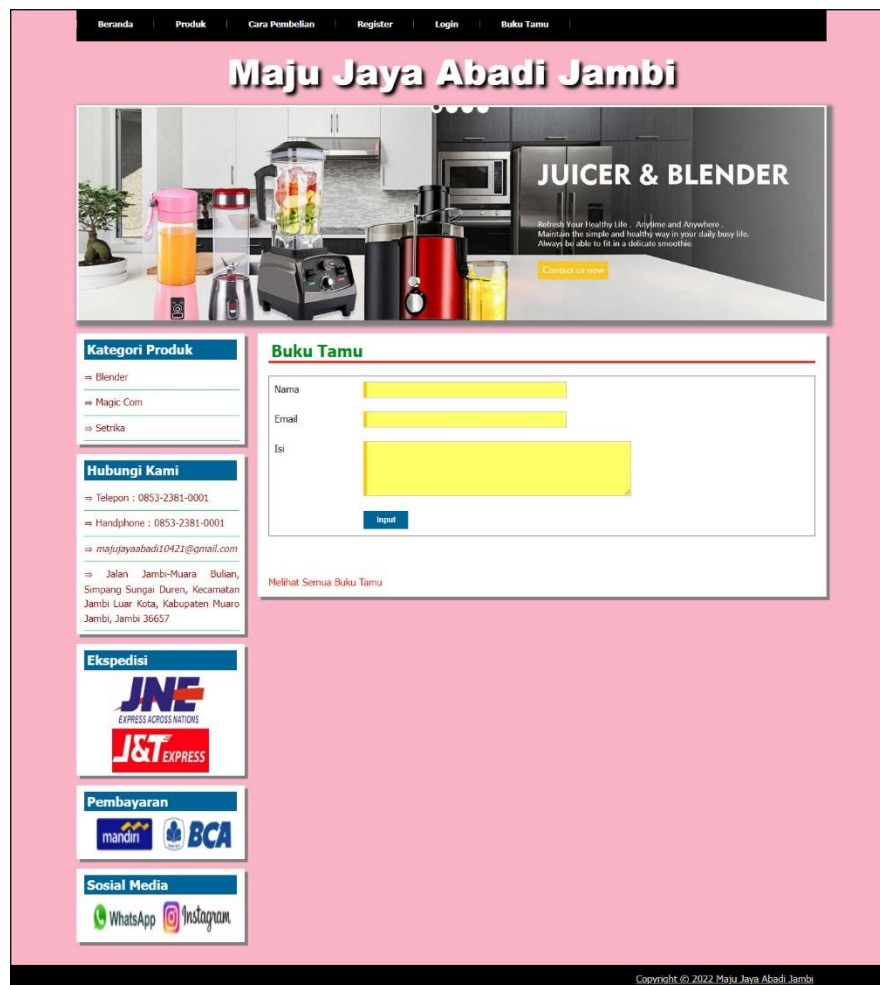 Beranda | Produk | Cara Pembelian | Register | Login | Buku Tamu |
Maju Jaya Abadi Jambi
JUICER & BLENDER
Refresh Your Healthy Life , Anytime and Anywhere .
Maintain the simple and healthy way in your daily busy life.
Always be able to fit in a delicate smoothie.
Contact us now
Kategori Produk
⇒ Blender
⇒ Magic Com
⇒ Setrika
Hubungi Kami
⇒ Telepon : 0853-2381-0001
⇒ Handphone : 0853-2381-0001
⇒ majujayaabadi10421@gmail.com
⇒ Jalan Jambi-Muara Bulian,
Simpang Sungai Duren, Kecamatan
Jambi Luar Kota, Kabupaten Muaro
Jambi, Jambi 36657
Ekspedisi
JNE
EXPRESS ACROSS NATIONS
J&T EXPRESS
Pembayaran
mandiri BCA
Sosial Media
WhatsApp Instagram
Buku Tamu
Nama
Email
Isi
Input
Melihat Semua Buku Tamu
Copyright © 2022 Maju Jaya Abadi Jambi